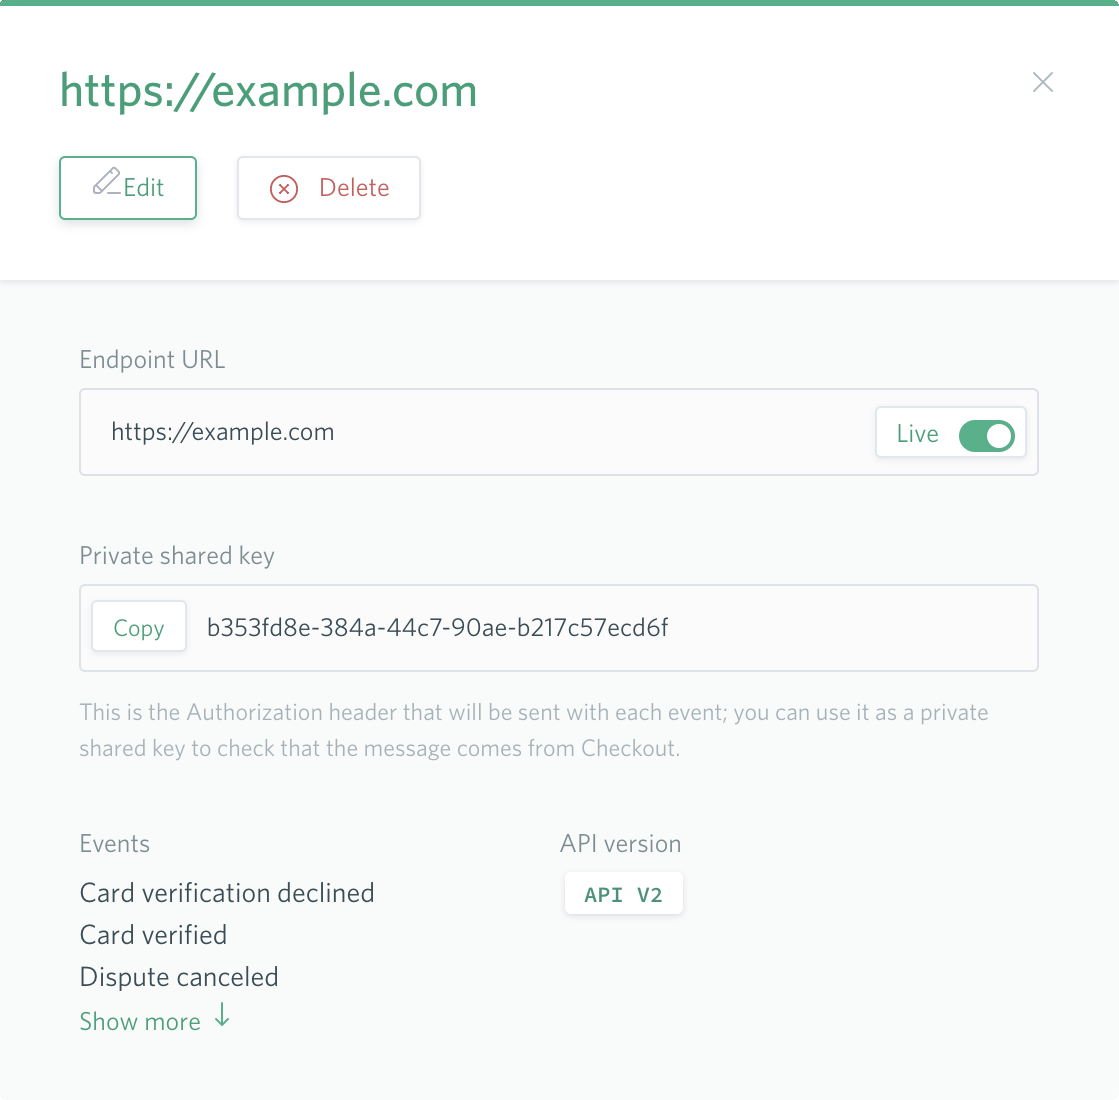 https://example.com
Edit
Delete
Endpoint URL
https://example.com
Live
Private shared key
Copy
b353fd8e-384a-44c7-90ae-b217c57ecd6f
This is the Authorization header that will be sent with each event; you can use it as a private
shared key to check that the message comes from Checkout.
Events
API version
Card verification declined
API V2
Card verified
Dispute canceled
Show more